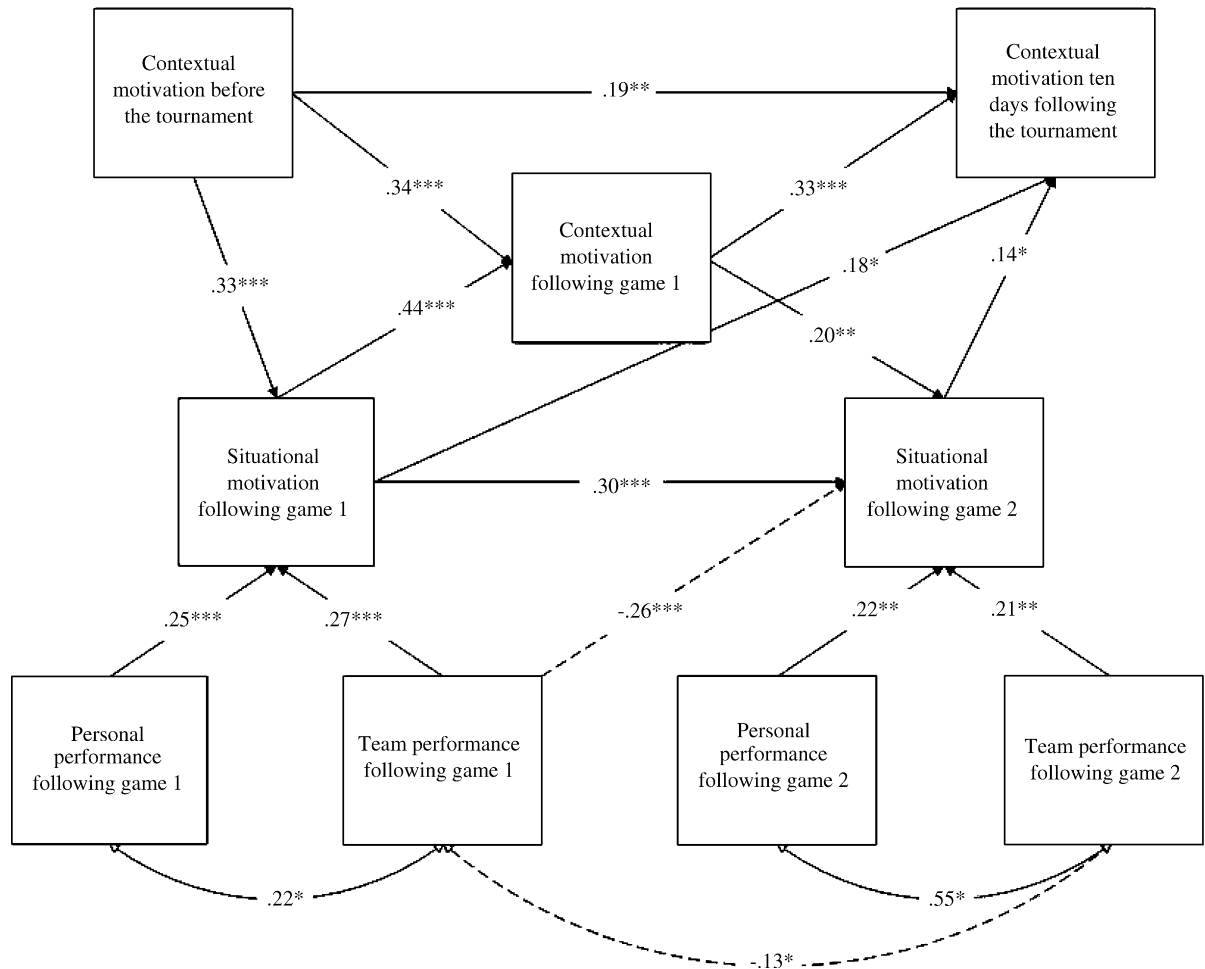 Contextual
motivation before
the tournament
Contextual
motivation ten
days following
the tournament
.19**
.34***
.33***
Contextual
motivation
following game 1
.33***
.44***
.18*
.14*
.20**
Situational
motivation
following game 1
.30***
Situational
motivation
following game 2
.25***
.27***
-.26***
.22**
.21**
Personal
performance
following game 1
Team performance
following game 1
Personal
performance
following game 2
Team performance
following game 2
.22*
.55*
-.13*